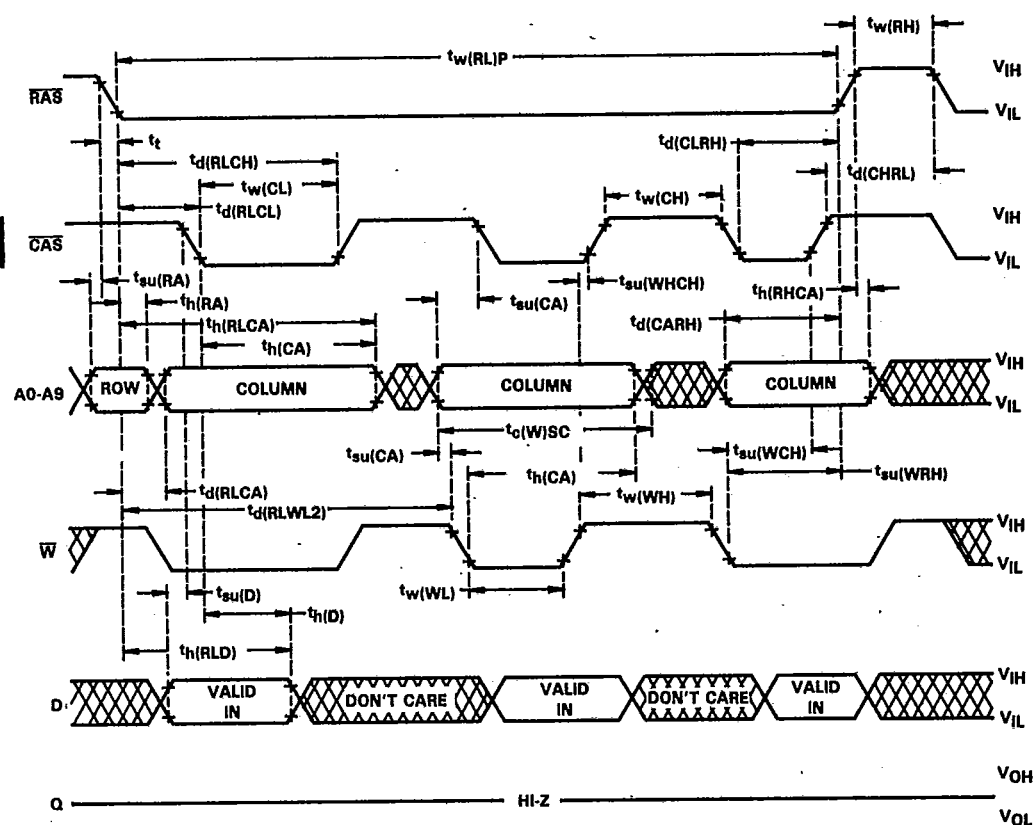 tw(RH)
tw(RL)P
RAS
VIH
VIL
tt
td(RLCH)
td(CLRH)
tw(CL)
tw(CH)
td(CHRL)
td(RLCL)
CAS
VIH
VIL
tsu(RA)
th(RA)
tsu(CA)
tsu(WHCH)
th(RHCA)
th(RLCA)
td(CARH)
th(CA)
A0-A9
ROW
COLUMN
COLUMN
COLUMN
VIH
VIL
tc(W)SC
tsu(CA)
th(CA)
tsu(WCH)
tsu(WRH)
td(RLCA)
tw(WH)
td(RLWL2)
W
VIH
VIL
tsu(D)
tw(WL)
th(D)
th(RLD)
D
VALID IN
DON'T CARE
VALID IN
DON'T CARE
VALID IN
VIH
VIL
VOH
Q
HI-Z
VOL